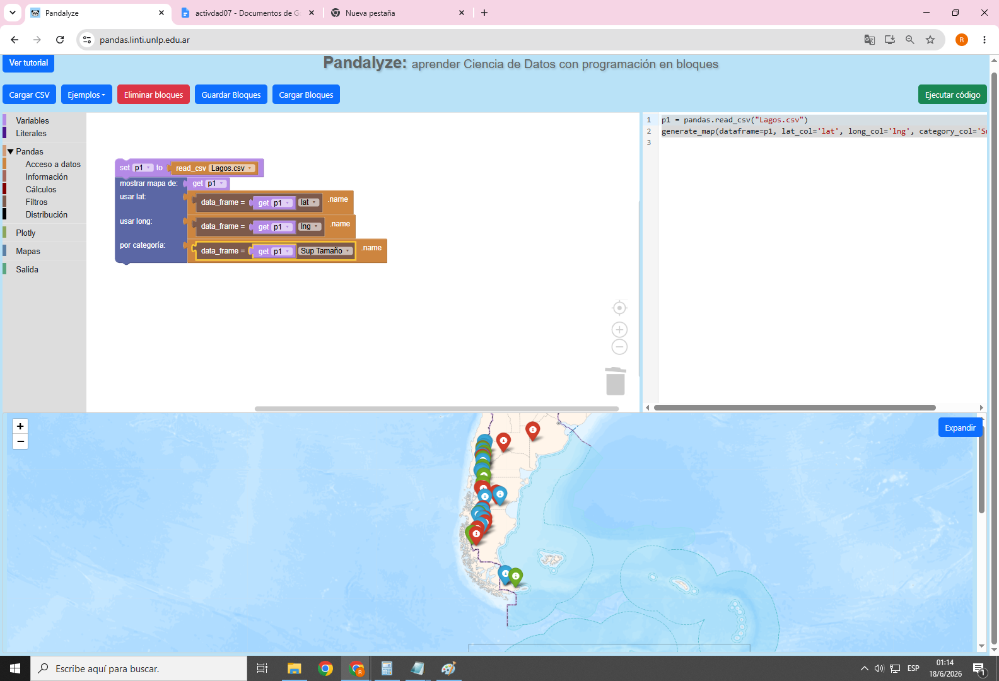 Pandalyze
activdad07 - Documentos de G
Nueva pestaña
pandas.linti.unlp.edu.ar
R
Ver tutorial
Pandalyze: aprender Ciencia de Datos con programación en bloques
Cargar CSV
Ejemplos
Eliminar bloques
Guardar Bloques
Cargar Bloques
Ejecutar código
Variables
Literales
Pandas
Acceso a datos
Información
Cálculos
Filtros
Distribución
Plotly
Mapas
Salida
set p1 to read_csv Lagos.csv
mostrar mapa de: get p1
usar lat: data_frame = get p1 lat .name
usar long: data_frame = get p1 lng .name
por categoría: data_frame = get p1 Sup Tamaño .name
1 p1 = pandas.read_csv("Lagos.csv")
2 generate_map(dataframe=p1, lat_col='lat', long_col='lng', category_col='Su
3
+
−
Expandir
Escribe aquí para buscar.
R
ESP
01:14
18/6/2026
1